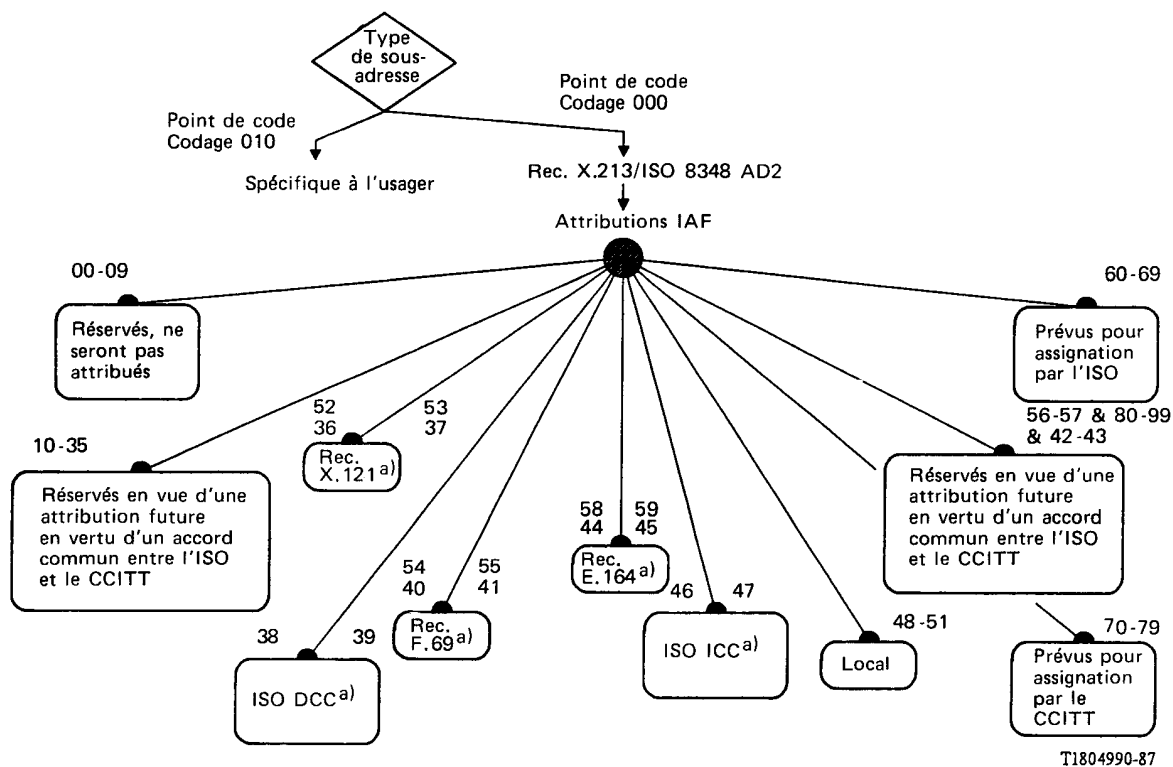 Type
de sous-
adresse
Point de code
Codage 000
Point de code
Codage 010
Spécifique à l'usager
Rec. X.213/ISO 8348 AD2
Attributions IAF
00-09
60-69
Réservés, ne
seront pas
attribués
Prévus pour
assignation
par l'ISO
10-35
52
36
53
37
56-57 & 80-99
& 42-43
Rec.
X.121 a)
Réservés en vue d'une
attribution future
en vertu d'un accord
commun entre l'ISO
et le CCITT
58
44
59
45
Rec.
E.164 a)
Réservés en vue d'une
attribution future
en vertu d'un accord
commun entre l'ISO
et le CCITT
54
40
55
41
Rec.
F.69 a)
46
47
48-51
70-79
38
39
ISO DCC a)
ISO ICC a)
Local
Prévus pour
assignation
par le
CCITT
T1804990-87